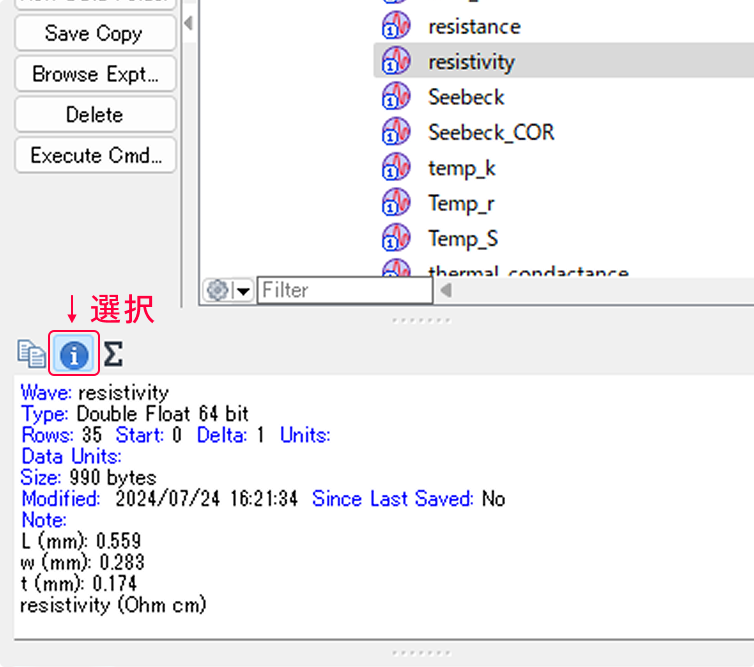 Save Copy
Browse Expt...
Delete
Execute Cmd...
resistance
resistivity
Seebeck
Seebeck_COR
temp_k
Temp_r
Temp_S
thermal_condactance
Filter
↓選択
Wave: resistivity
Type: Double Float 64 bit
Rows: 35 Start: 0 Delta: 1 Units:
Data Units:
Size: 990 bytes
Modified: 2024/07/24 16:21:34 Since Last Saved: No
Note:
L (mm): 0.559
w (mm): 0.283
t (mm): 0.174
resistivity (Ohm cm)